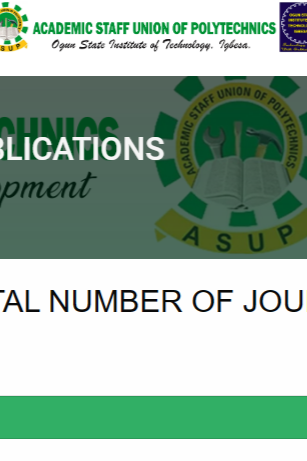 ACADEMIC STAFF UNION OF POLYTECHNICS
Ogun State Institute of Technology, Igbesa.
ASUP
CHNICS
BLICATIONS
opment
ACADEMIC STAFF UNION OF POLYTECHNICS
ASUP
TAL NUMBER OF JOU